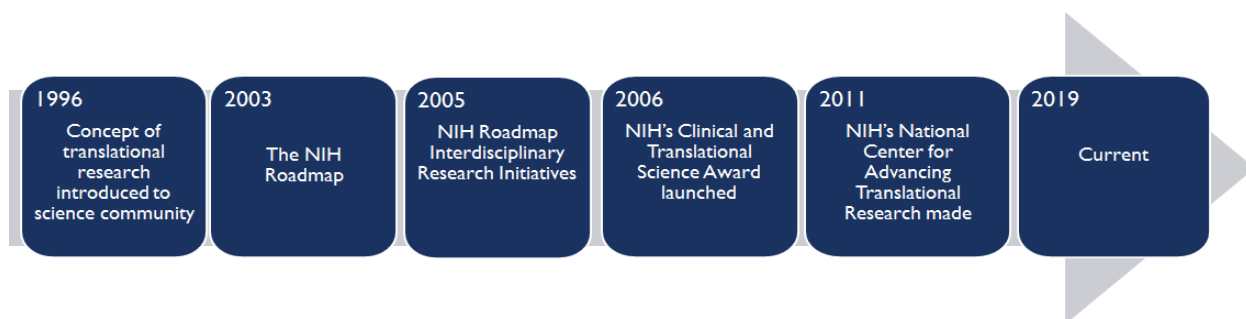 1996
Concept of
translational
research
introduced to
science community
2003
The NIH
Roadmap
2005
NIH Roadmap
Interdisciplinary
Research Initiatives
2006
NIH's Clinical and
Translational
Science Award
launched
2011
NIH's National
Center for
Advancing
Translational
Research made
2019
Current